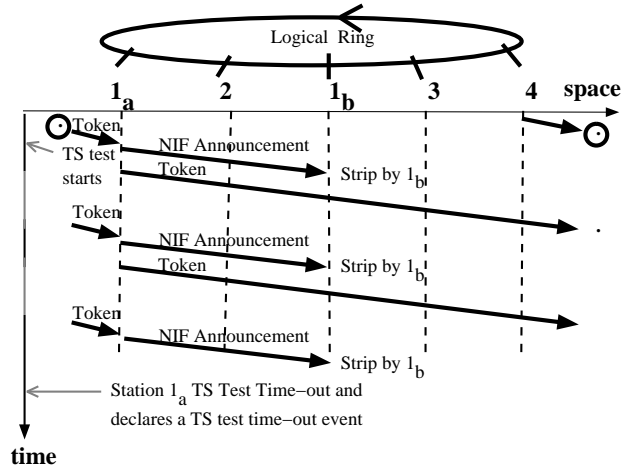 Logical Ring
1a 2 1b 3 4 space
Token
NIF Announcement
TS test
starts
Token
Strip by 1b
Token
NIF Announcement
Token
Strip by 1b
Token
NIF Announcement
Strip by 1b
Station 1a TS Test Time−out and
declares a TS test time−out event
time